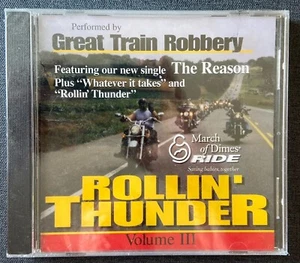 Performed by
Great Train Robbery
Featuring our new single The Reason
Plus "Whatever it takes" and
"Rollin' Thunder"
March
of Dimes®
RIDE
Saving babies, together
ROLLIN'
THUNDER
Volume III